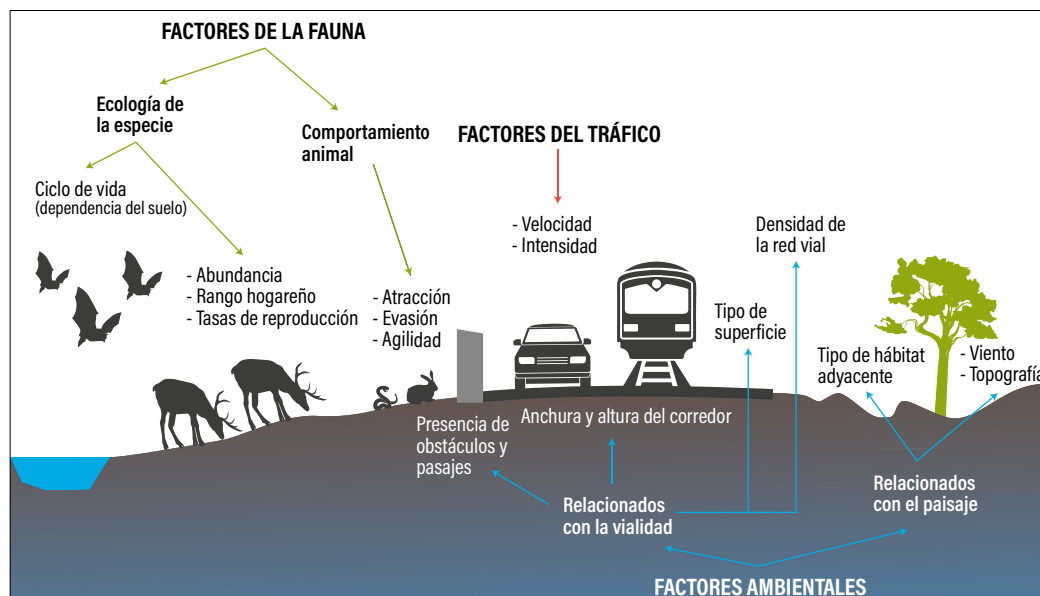 FACTORES DE LA FAUNA
Ecología de
la especie
Comportamiento
animal
Ciclo de vida
(dependencia del suelo)
- Abundancia
- Rango hogareño
- Tasas de reproducción
- Atracción
- Evasión
- Agilidad
FACTORES DEL TRÁFICO
- Velocidad
- Intensidad
Densidad de
la red vial
Tipo de
superficie
Tipo de hábitat
adyacente
- Viento
- Topografía
Presencia de
obstáculos y
pasajes
Anchura y altura del corredor
Relacionados
con la vialidad
Relacionados
con el paisaje
FACTORES AMBIENTALES